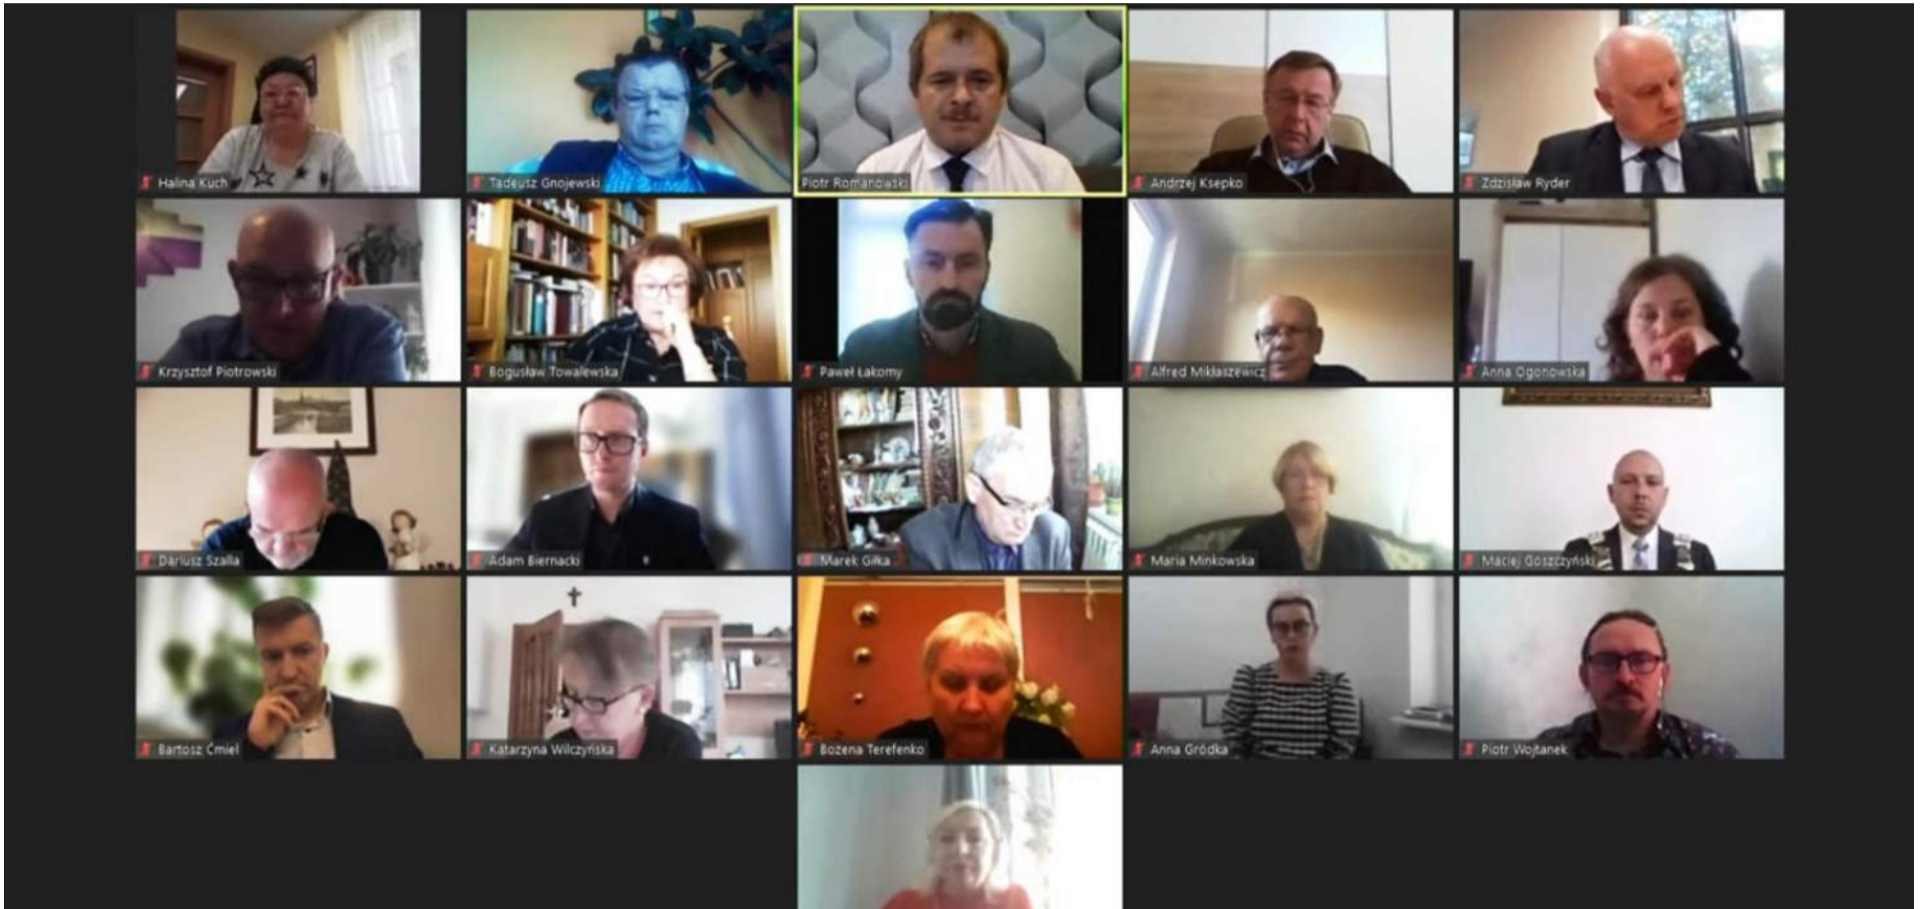 Halina Kuch
Tadeusz Gnojewski
Piotr Romanowski
Andrzej Ksepko
Zdzisław Ryder
Krzysztof Piotrowski
Bogusław Towalewska
Paweł Łakomy
Alfred Mikłaszewicz
Anna Ogonowska
Dariusz Szalla
Adam Biernacki
Marek Gilka
Maria Minkowska
Maciej Goszczyński
Bartosz Ćmiel
Katarzyna Wilczyńska
Bożena Terefenko
Anna Gródka
Piotr Wojtanek